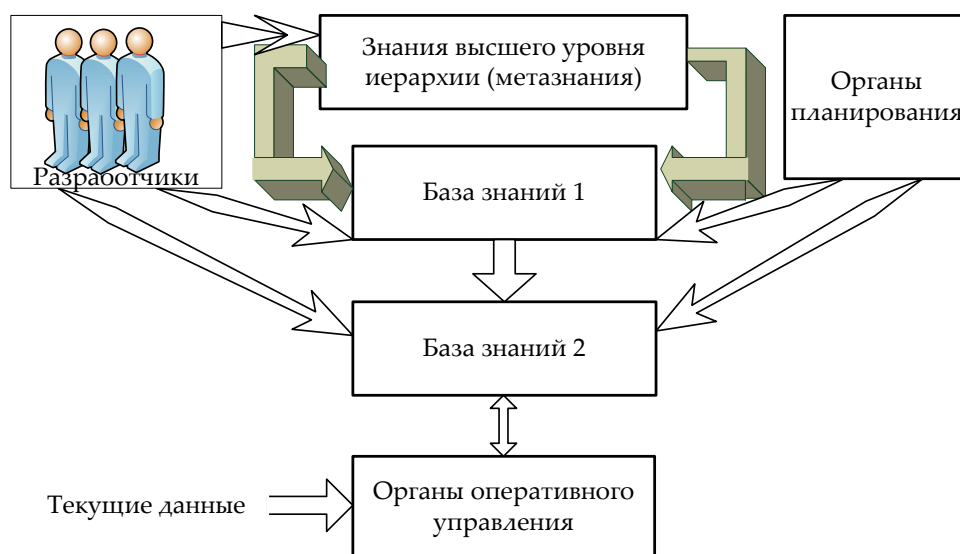 Знания высшего уровня
иерархии (метазнания)
Органы
планирования
Разработчики
База знаний 1
База знаний 2
Текущие данные
Органы оперативного
управления